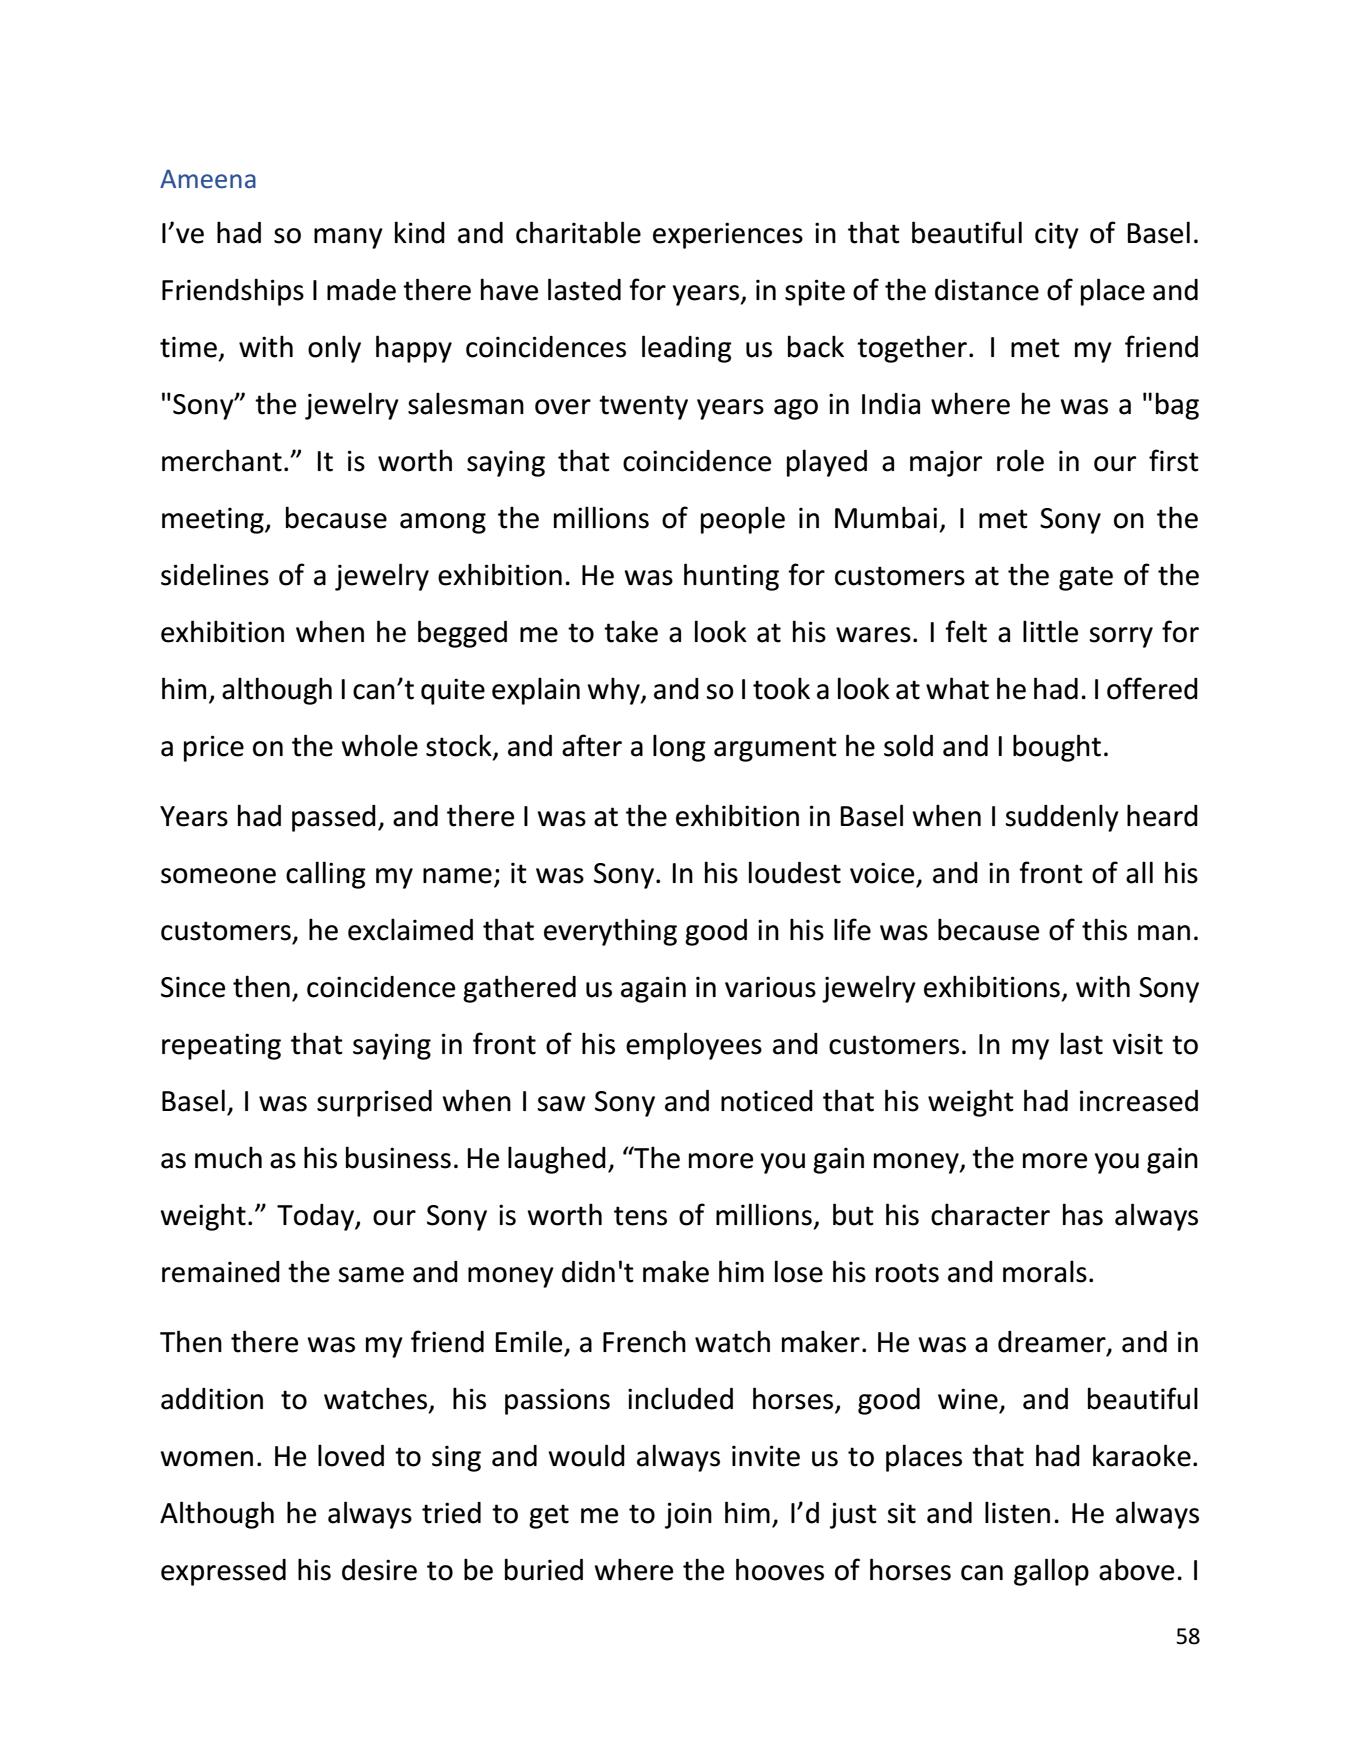 Ameena
I’ve had so many kind and charitable experiences in that beautiful city of Basel.
Friendships I made there have lasted for years, in spite of the distance of place and
time, with only happy coincidences leading us back together. I met my friend
"Sony” the jewelry salesman over twenty years ago in India where he was a "bag
merchant.” It is worth saying that coincidence played a major role in our first
meeting, because among the millions of people in Mumbai, I met Sony on the
sidelines of a jewelry exhibition. He was hunting for customers at the gate of the
exhibition when he begged me to take a look at his wares. I felt a little sorry for
him, although I can’t quite explain why, and so I took a look at what he had. I offered
a price on the whole stock, and after a long argument he sold and I bought.
Years had passed, and there I was at the exhibition in Basel when I suddenly heard
someone calling my name; it was Sony. In his loudest voice, and in front of all his
customers, he exclaimed that everything good in his life was because of this man.
Since then, coincidence gathered us again in various jewelry exhibitions, with Sony
repeating that saying in front of his employees and customers. In my last visit to
Basel, I was surprised when I saw Sony and noticed that his weight had increased
as much as his business. He laughed, “The more you gain money, the more you gain
weight.” Today, our Sony is worth tens of millions, but his character has always
remained the same and money didn't make him lose his roots and morals.
Then there was my friend Emile, a French watch maker. He was a dreamer, and in
addition to watches, his passions included horses, good wine, and beautiful
women. He loved to sing and would always invite us to places that had karaoke.
Although he always tried to get me to join him, I’d just sit and listen. He always
expressed his desire to be buried where the hooves of horses can gallop above. I
58